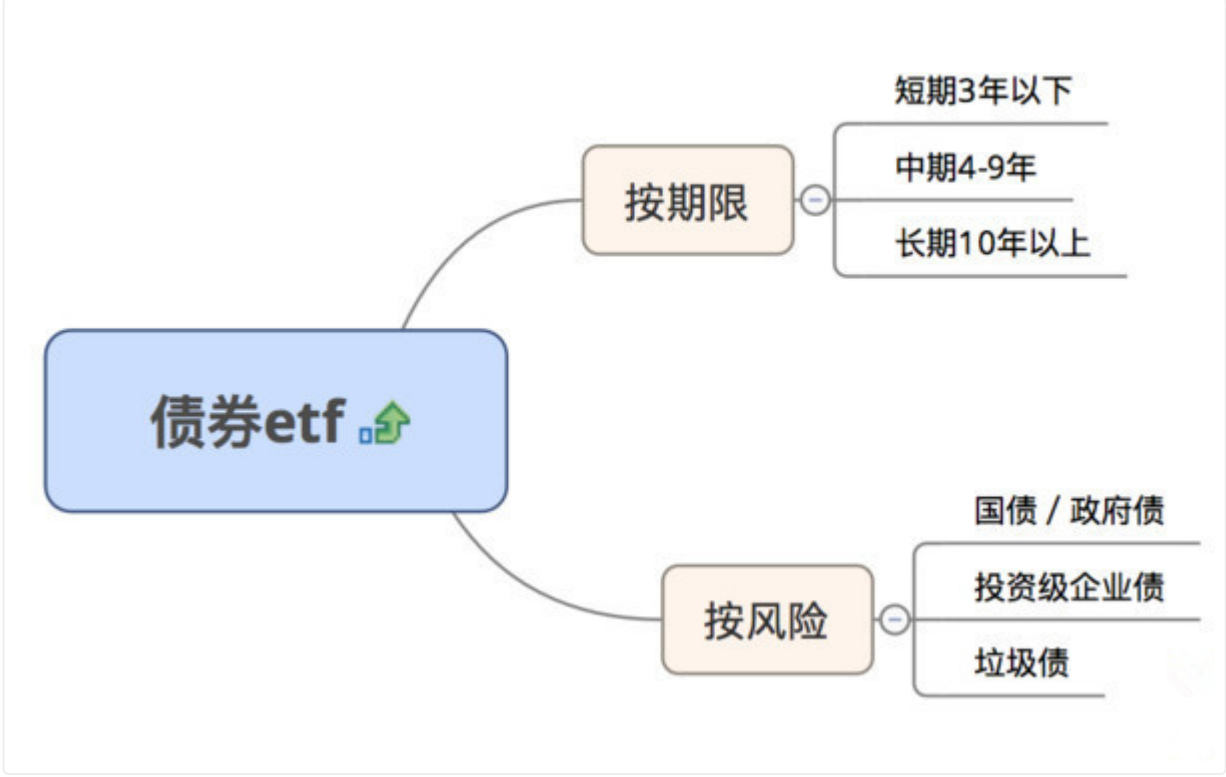 债券etf
按期限
短期3年以下
中期4-9年
长期10年以上
按风险
国债 / 政府债
投资级企业债
垃圾债